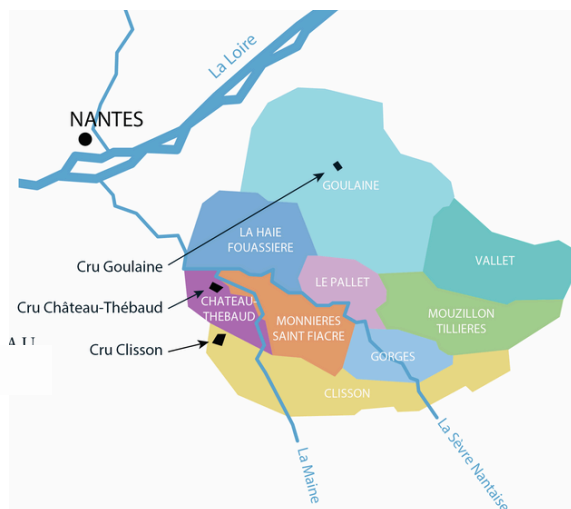 La Loire
NANTES
GOULAINE
LA HAIE
FOUASSIERE
VALLET
Cru Goulaine
LE PALLET
Cru Château-Thébaud
CHATEAU-
THEBAUD
MOUZILLON
TILLIERES
MONNIERES
SAINT FIACRE
Cru Clisson
GORGES
CLISSON
La Maine
La Sèvre Nantaise